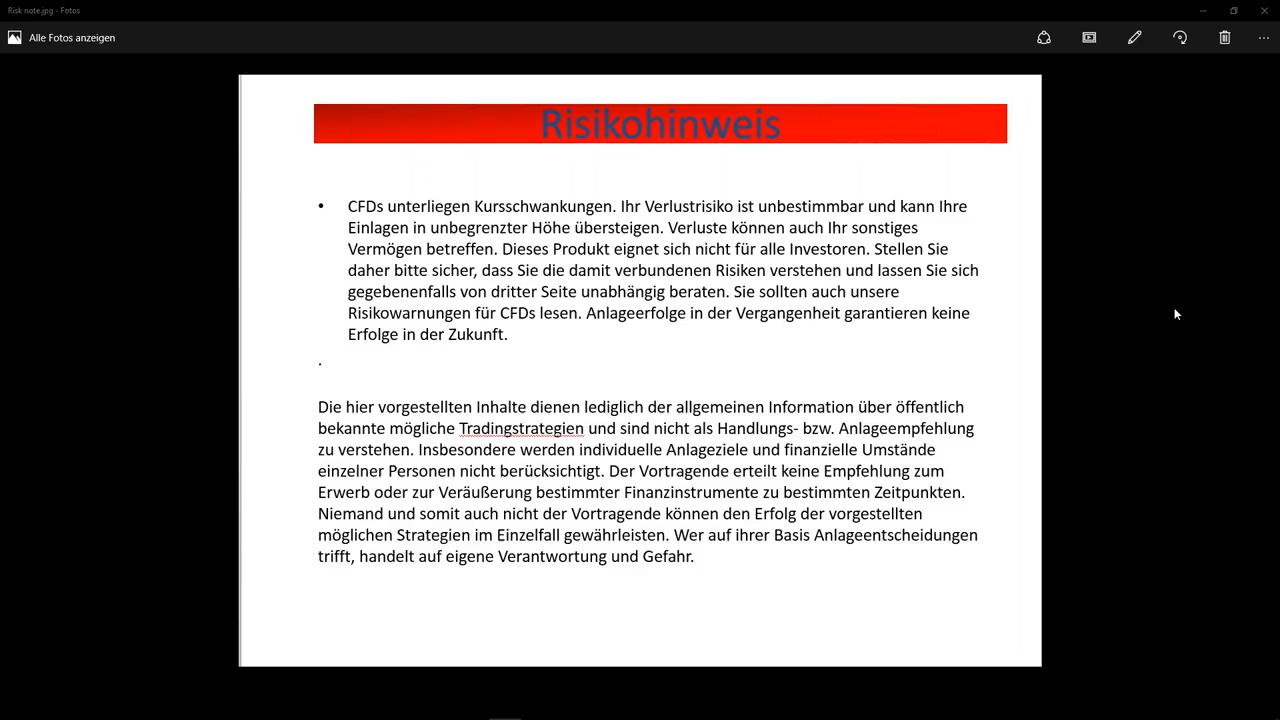 Risk note.jpg - Fotos
Alle Fotos anzeigen
Risikohinweis
• CFDs unterliegen Kursschwankungen. Ihr Verlustrisiko ist unbestimmbar und kann Ihre
Einlagen in unbegrenzter Höhe übersteigen. Verluste können auch Ihr sonstiges
Vermögen betreffen. Dieses Produkt eignet sich nicht für alle Investoren. Stellen Sie
daher bitte sicher, dass Sie die damit verbundenen Risiken verstehen und lassen Sie sich
gegebenenfalls von dritter Seite unabhängig beraten. Sie sollten auch unsere
Risikowarnungen für CFDs lesen. Anlageerfolge in der Vergangenheit garantieren keine
Erfolge in der Zukunft.
.
Die hier vorgestellten Inhalte dienen lediglich der allgemeinen Information über öffentlich
bekannte mögliche Tradingstrategien und sind nicht als Handlungs- bzw. Anlageempfehlung
zu verstehen. Insbesondere werden individuelle Anlageziele und finanzielle Umstände
einzelner Personen nicht berücksichtigt. Der Vortragende erteilt keine Empfehlung zum
Erwerb oder zur Veräußerung bestimmter Finanzinstrumente zu bestimmten Zeitpunkten.
Niemand und somit auch nicht der Vortragende können den Erfolg der vorgestellten
möglichen Strategien im Einzelfall gewährleisten. Wer auf ihrer Basis Anlageentscheidungen
trifft, handelt auf eigene Verantwortung und Gefahr.